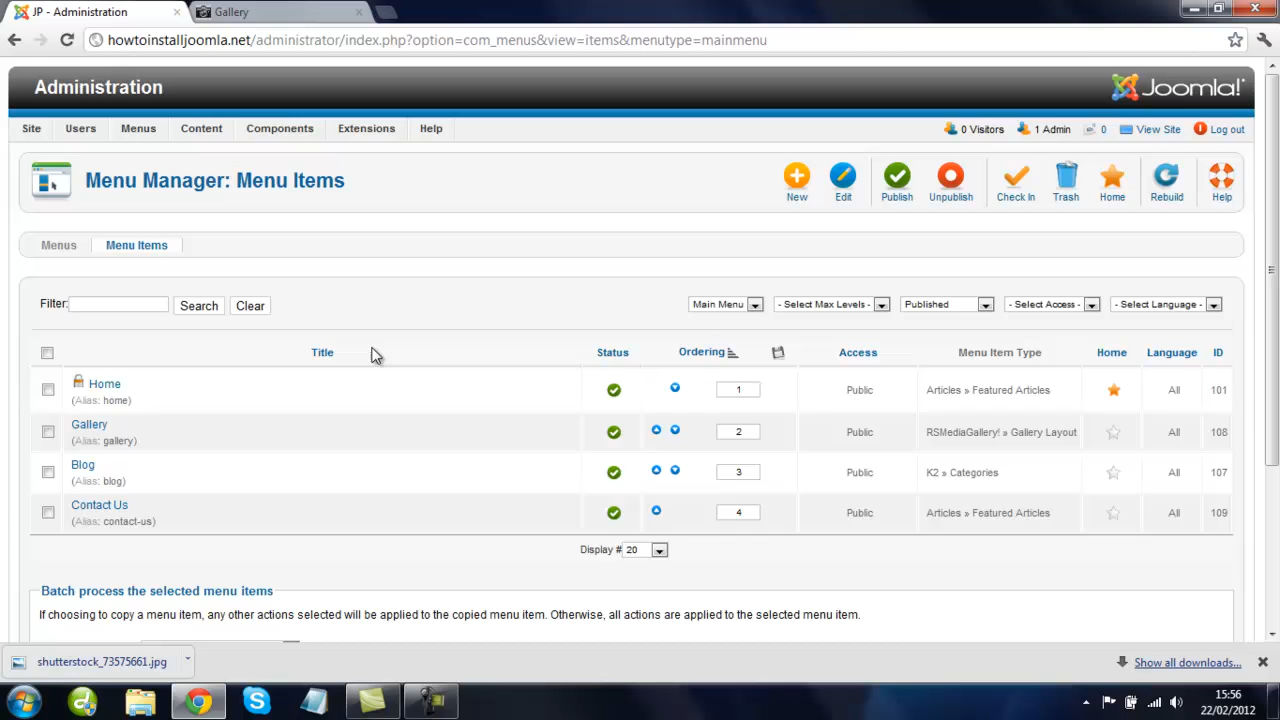 JP - Administration
Gallery
howtoinstalljoomla.net/administrator/index.php?option=com_menus&view=items&menutype=mainmenu
Administration
Joomla!
Site Users Menus Content Components Extensions Help
0 Visitors 1 Admin 0 View Site Log out
Menu Manager: Menu Items
New Edit Publish Unpublish Check In Trash Home Rebuild Help
Menus Menu Items
Filter: Search Clear Main Menu - Select Max Levels - Published - Select Access - - Select Language -
Title Status Ordering Access Menu Item Type Home Language ID
Home 1 Public Articles » Featured Articles All 101
(Alias: home)
Gallery 2 Public RSMediaGallery! » Gallery Layout All 108
(Alias: gallery)
Blog 3 Public K2 » Categories All 107
(Alias: blog)
Contact Us 4 Public Articles » Featured Articles All 109
(Alias: contact-us)
Display # 20
Batch process the selected menu items
If choosing to copy a menu item, any other actions selected will be applied to the copied menu item. Otherwise, all actions are applied to the selected menu item.
shutterstock_73575661.jpg Show all downloads...
15:56
22/02/2012